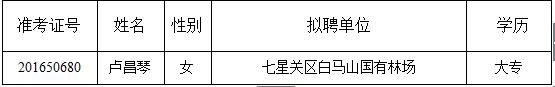 准考证号 姓名 性别 拟聘单位 学历
201650680 卢昌琴 女 七星关区白马山国有林场 大专